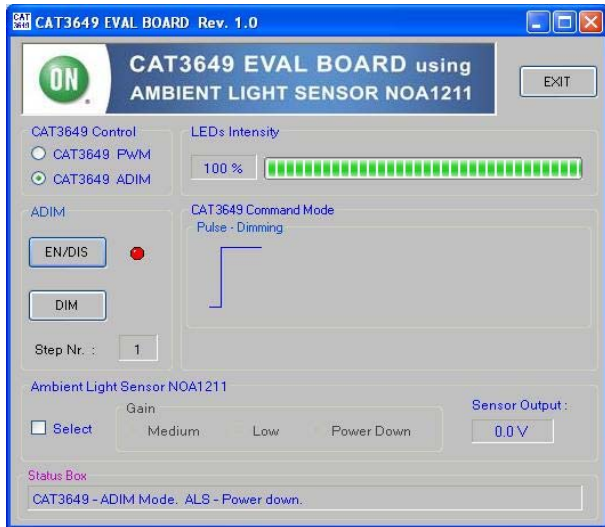 CAT3649 EVAL BOARD Rev. 1.0
ON
CAT3649 EVAL BOARD using
AMBIENT LIGHT SENSOR NOA1211
EXIT
CAT3649 Control
CAT3649 PWM
CAT3649 ADIM
LEDs Intensity
100 %
ADIM
EN/DIS
DIM
Step Nr. : 1
CAT3649 Command Mode
Pulse - Dimming
Ambient Light Sensor NOA1211
Select
Gain
Medium Low Power Down
Sensor Output :
0.0 V
Status Box
CAT3649 - ADIM Mode. ALS - Power down.